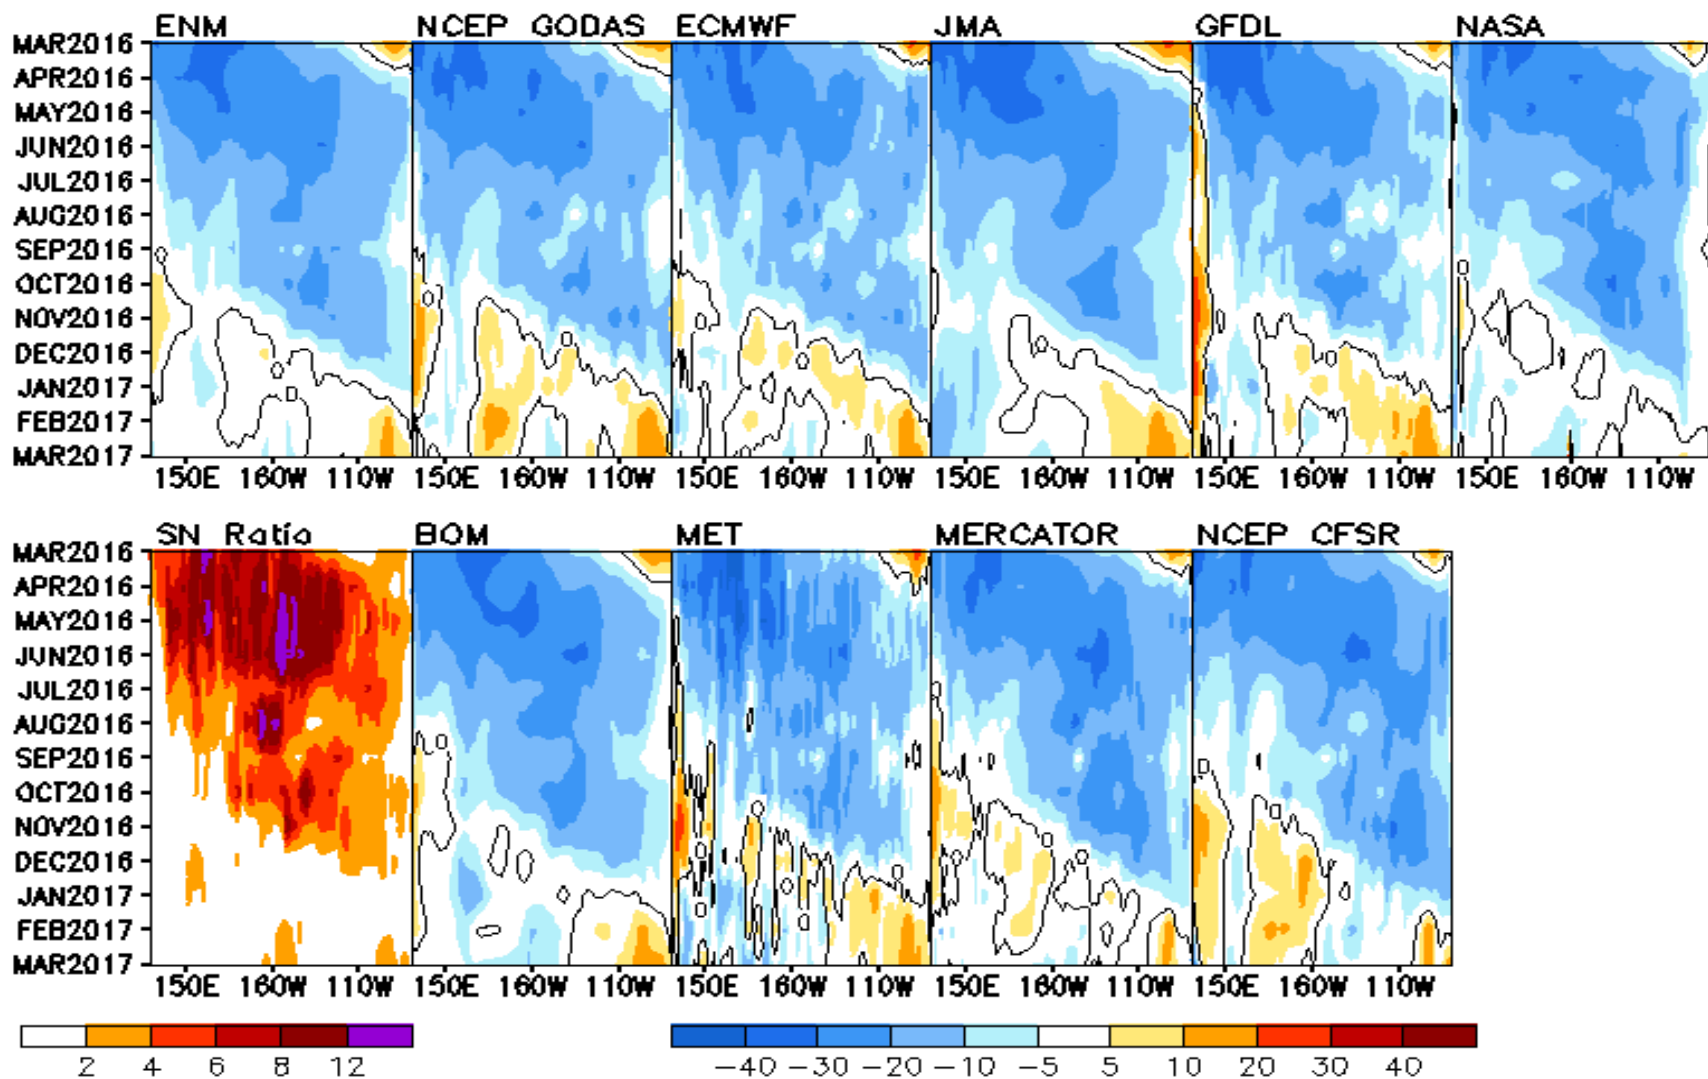 ENM NCEP GODAS ECMWF JMA GFDL NASA
MAR2016
APR2016
MAY2016
JUN2016
JUL2016
AUG2016
SEP2016
OCT2016
NOV2016
DEC2016
JAN2017
FEB2017
MAR2017
150E 160W 110W 150E 160W 110W 150E 160W 110W 150E 160W 110W 150E 160W 110W 150E 160W 110W
SN Ratio BOM MET MERCATOR NCEP CFSR
MAR2016
APR2016
MAY2016
JUN2016
JUL2016
AUG2016
SEP2016
OCT2016
NOV2016
DEC2016
JAN2017
FEB2017
MAR2017
150E 160W 110W 150E 160W 110W 150E 160W 110W 150E 160W 110W 150E 160W 110W
2 4 6 8 12 -40 -30 -20 -10 -5 5 10 20 30 40